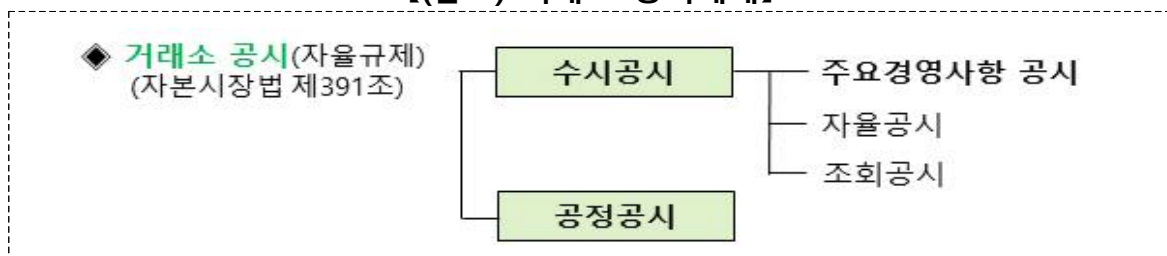 ◈ 거래소 공시(자율규제)
(자본시장법 제391조)
수시공시
주요경영사항 공시
자율공시
조회공시
공정공시